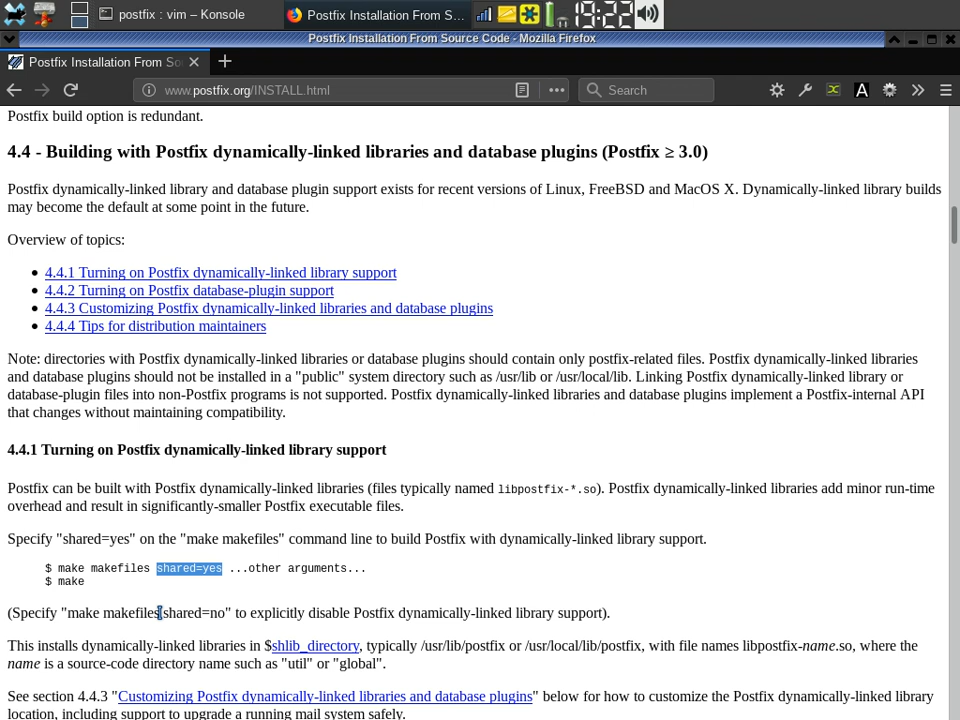 postfix : vim – Konsole
Postfix Installation From S...
19:22
Postfix Installation From Source Code - Mozilla Firefox
Postfix Installation From So
www.postfix.org/INSTALL.html
Search
A
Postfix build option is redundant.
4.4 - Building with Postfix dynamically-linked libraries and database plugins (Postfix ≥ 3.0)
Postfix dynamically-linked library and database plugin support exists for recent versions of Linux, FreeBSD and MacOS X. Dynamically-linked library builds
may become the default at some point in the future.
Overview of topics:
• 4.4.1 Turning on Postfix dynamically-linked library support
• 4.4.2 Turning on Postfix database-plugin support
• 4.4.3 Customizing Postfix dynamically-linked libraries and database plugins
• 4.4.4 Tips for distribution maintainers
Note: directories with Postfix dynamically-linked libraries or database plugins should contain only postfix-related files. Postfix dynamically-linked libraries
and database plugins should not be installed in a "public" system directory such as /usr/lib or /usr/local/lib. Linking Postfix dynamically-linked library or
database-plugin files into non-Postfix programs is not supported. Postfix dynamically-linked libraries and database plugins implement a Postfix-internal API
that changes without maintaining compatibility.
4.4.1 Turning on Postfix dynamically-linked library support
Postfix can be built with Postfix dynamically-linked libraries (files typically named libpostfix-*.so). Postfix dynamically-linked libraries add minor run-time
overhead and result in significantly-smaller Postfix executable files.
Specify "shared=yes" on the "make makefiles" command line to build Postfix with dynamically-linked library support.
$ make makefiles shared=yes ...other arguments...
$ make
(Specify "make makefiles shared=no" to explicitly disable Postfix dynamically-linked library support).
This installs dynamically-linked libraries in $shlib_directory, typically /usr/lib/postfix or /usr/local/lib/postfix, with file names libpostfix-name.so, where the
name is a source-code directory name such as "util" or "global".
See section 4.4.3 "Customizing Postfix dynamically-linked libraries and database plugins" below for how to customize the Postfix dynamically-linked library
location, including support to upgrade a running mail system safely.